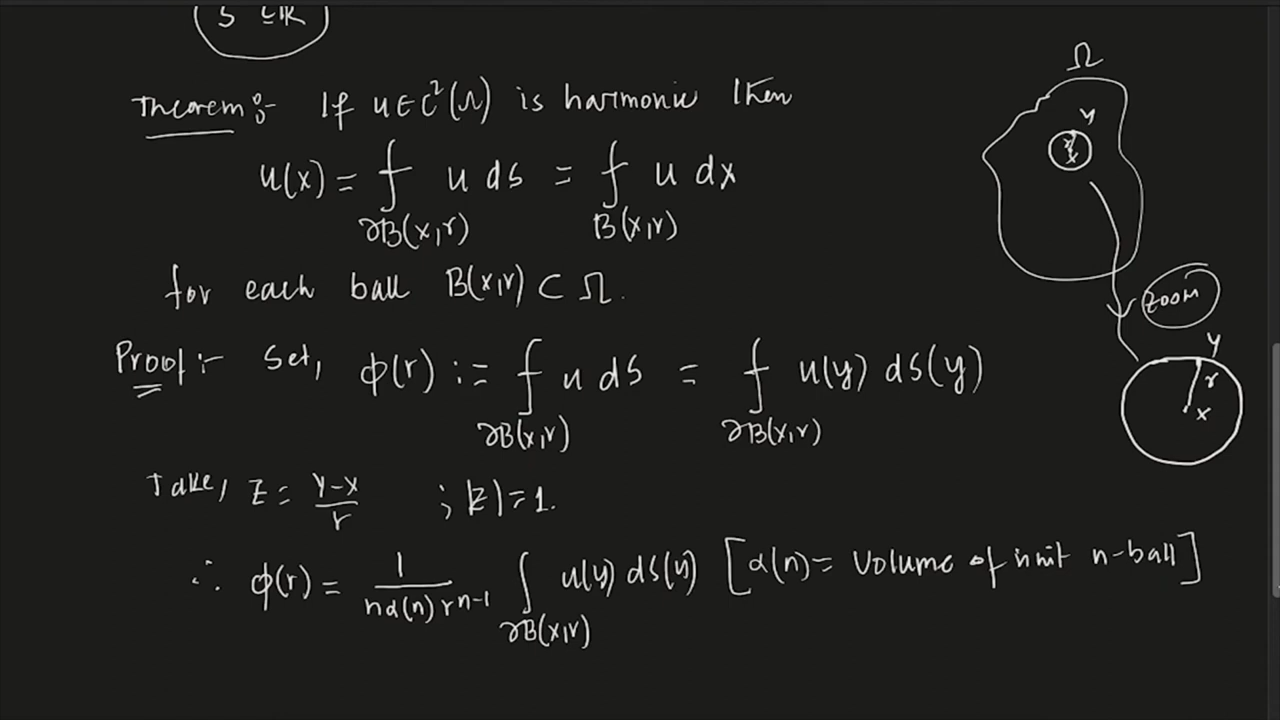 S ⊆ ℝ
Theorem :- If u ∈ C²(Ω) is harmonic then
u(x) = ⨍_{∂B(x,r)} u dS = ⨍_{B(x,r)} u dx
for each ball B(x,r) ⊂ Ω.
Proof :- Set, φ(r) := ⨍_{∂B(x,r)} u dS = ⨍_{∂B(x,r)} u(y) dS(y)
Take, z = (y-x)/r ; |z| = 1.
∴ φ(r) = 1/(nα(n) r^{n-1}) ∫_{∂B(x,r)} u(y) dS(y) [α(n) = Volume of unit n-ball]
Ω
y
r
x
zoom
y
r
x